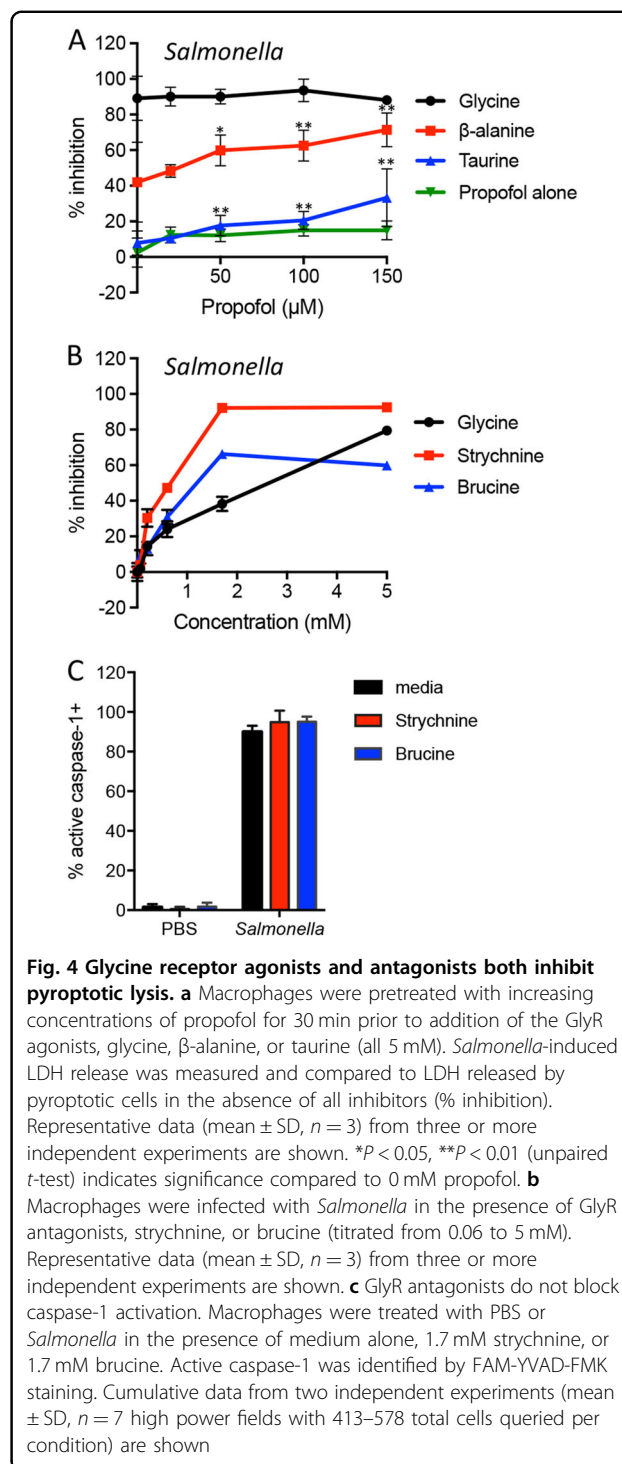 A
Salmonella
120
100
80
60
40
20
0
-20
% inhibition
* ** **
** ** **
50 100 150
Propofol (µM)
Glycine
β-alanine
Taurine
Propofol alone
B
Salmonella
120
100
80
60
40
20
0
-20
% inhibition
1 2 3 4 5
Concentration (mM)
Glycine
Strychnine
Brucine
C
120
100
80
60
40
20
0
% active caspase-1+
PBS Salmonella
media
Strychnine
Brucine
Fig. 4 Glycine receptor agonists and antagonists both inhibit
pyroptotic lysis. a Macrophages were pretreated with increasing
concentrations of propofol for 30 min prior to addition of the GlyR
agonists, glycine, β-alanine, or taurine (all 5 mM). Salmonella-induced
LDH release was measured and compared to LDH released by
pyroptotic cells in the absence of all inhibitors (% inhibition).
Representative data (mean ± SD, n = 3) from three or more
independent experiments are shown. *P < 0.05, **P < 0.01 (unpaired
t-test) indicates significance compared to 0 mM propofol. b
Macrophages were infected with Salmonella in the presence of GlyR
antagonists, strychnine, or brucine (titrated from 0.06 to 5 mM).
Representative data (mean ± SD, n = 3) from three or more
independent experiments are shown. c GlyR antagonists do not block
caspase-1 activation. Macrophages were treated with PBS or
Salmonella in the presence of medium alone, 1.7 mM strychnine, or
1.7 mM brucine. Active caspase-1 was identified by FAM-YVAD-FMK
staining. Cumulative data from two independent experiments (mean
± SD, n = 7 high power fields with 413–578 total cells queried per
condition) are shown